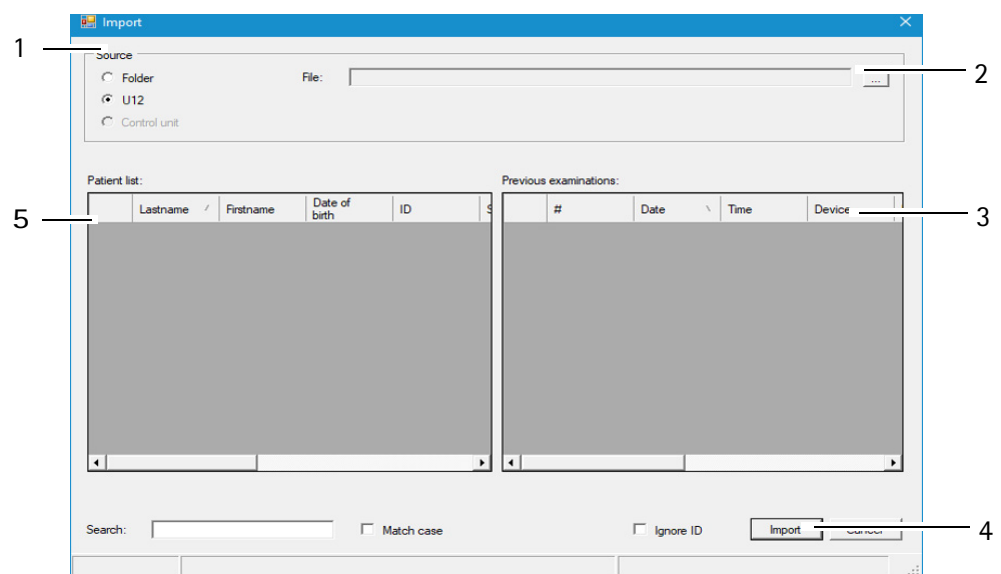 Import
1
Source
Folder
File:
...
2
U12
Control unit
Patient list:
Previous examinations:
5
Lastname
Firstname
Date of
birth
ID
S
#
Date
Time
Device
3
Search:
Match case
Ignore ID
Import
Cancel
4